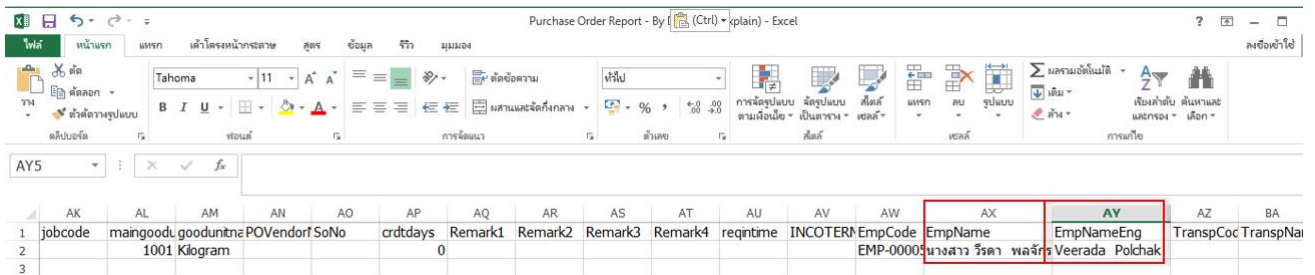 Purchase Order Report - By (Ctrl) xplain) - Excel
ไฟล์ หน้าแรก แทรก เค้าโครงหน้ากระดาษ สูตร ข้อมูล รีวิว มุมมอง ลงชื่อเข้าใช้
ตัด
คัดลอก
ตัวคัดวางรูปแบบ
วาง
คลิปบอร์ด
Tahoma 11
B I U
ฟอนต์
ตัดข้อความ
ผสานและจัดกึ่งกลาง
การจัดแนว
ทั่วไป
%
ตัวเลข
การจัดรูปแบบ ตามเงื่อนไข
จัดรูปแบบ เป็นตาราง
สไตล์ เซลล์
สไตล์
แทรก ลบ รูปแบบ
เซลล์
ผลรวมอัตโนมัติ
เติม
ล้าง
เรียงลำดับ และกรอง
ค้นหาและ เลือก
การแก้ไข
AY5 fx
AK AL AM AN AO AP AQ AR AS AT AU AV AW AX AY AZ BA
1 jobcode maingoodu goodunitna POVendorN SoNo crdtdays Remark1 Remark2 Remark3 Remark4 reqintime INCOTERN EmpCode EmpName EmpNameEng TranspCod TranspNar
2 1001 Kilogram 0 EMP-00005 นางสาว วีรดา พลจักร Veerada Polchak
3